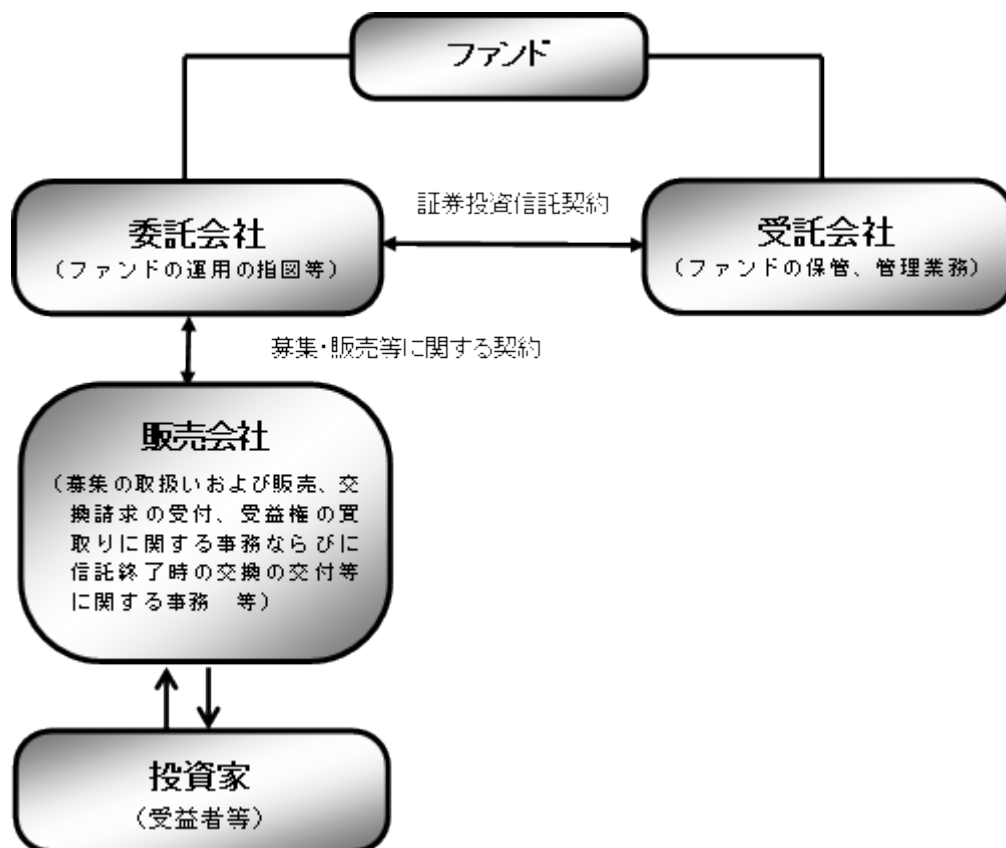 ファンド
証券投資信託契約
委託会社
（ファンドの運用の指図等）
受託会社
（ファンドの保管、管理業務）
募集・販売等に関する契約
販売会社
（募集の取扱いおよび販売、交
換請求の受付、受益権の買
取りに関する事務ならびに
信託終了時の交換の交付等
に関する事務　等）
投資家
（受益者等）